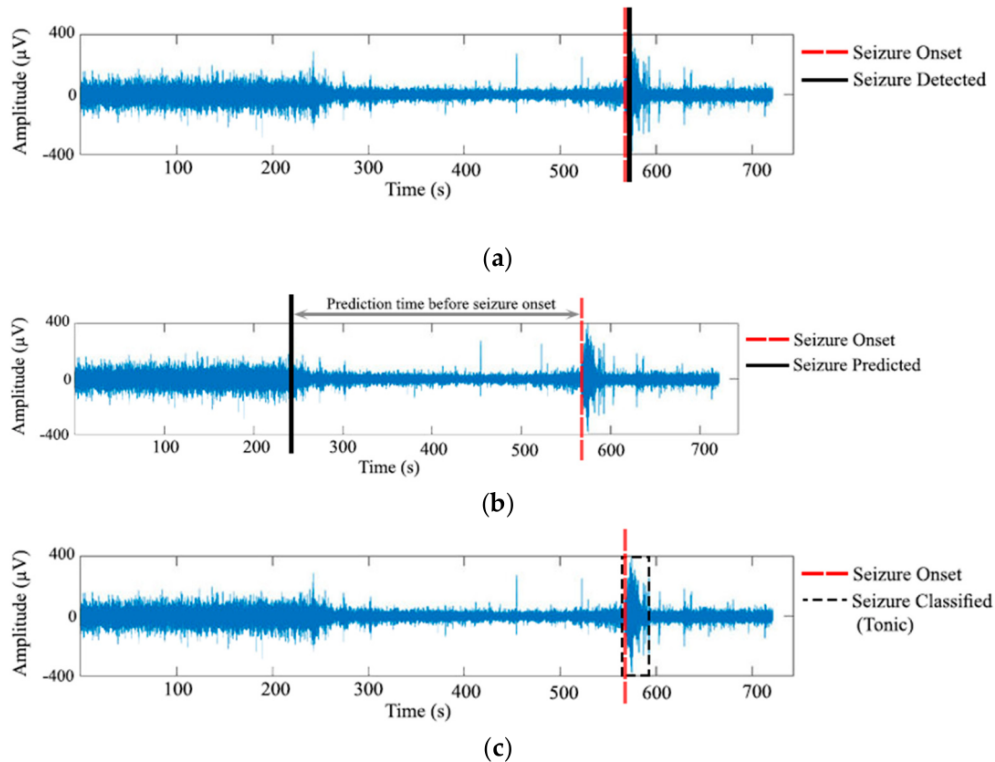 400
0
-400
Amplitude (µV)
100 200 300 400 500 600 700
Time (s)
Seizure Onset
Seizure Detected
(a)
Prediction time before seizure onset
400
0
-400
Amplitude (µV)
100 200 300 400 500 600 700
Time (s)
Seizure Onset
Seizure Predicted
(b)
400
0
-400
Amplitude (µV)
100 200 300 400 500 600 700
Time (s)
Seizure Onset
Seizure Classified
(Tonic)
(c)